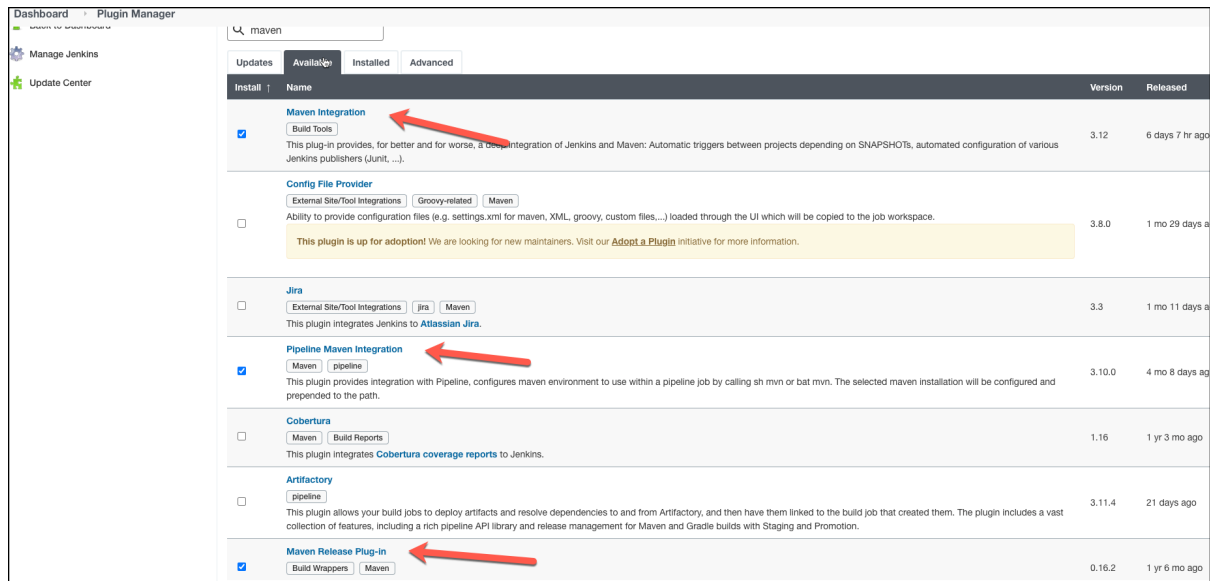 Dashboard › Plugin Manager
Back to Dashboard
Manage Jenkins
Update Center
maven
Updates Available Installed Advanced
Install ↑ Name Version Released
Maven Integration
Build Tools
This plug-in provides, for better and for worse, a deep integration of Jenkins and Maven: Automatic triggers between projects depending on SNAPSHOTs, automated configuration of various
Jenkins publishers (Junit, ...).
3.12 6 days 7 hr ago
Config File Provider
External Site/Tool Integrations Groovy-related Maven
Ability to provide configuration files (e.g. settings.xml for maven, XML, groovy, custom files,...) loaded through the UI which will be copied to the job workspace.
This plugin is up for adoption! We are looking for new maintainers. Visit our Adopt a Plugin initiative for more information.
3.8.0 1 mo 29 days a
Jira
External Site/Tool Integrations jira Maven
This plugin integrates Jenkins to Atlassian Jira.
3.3 1 mo 11 days a
Pipeline Maven Integration
Maven pipeline
This plugin provides integration with Pipeline, configures maven environment to use within a pipeline job by calling sh mvn or bat mvn. The selected maven installation will be configured and
prepended to the path.
3.10.0 4 mo 8 days ag
Cobertura
Maven Build Reports
This plugin integrates Cobertura coverage reports to Jenkins.
1.16 1 yr 3 mo ago
Artifactory
pipeline
This plugin allows your build jobs to deploy artifacts and resolve dependencies to and from Artifactory, and then have them linked to the build job that created them. The plugin includes a vast
collection of features, including a rich pipeline API library and release management for Maven and Gradle builds with Staging and Promotion.
3.11.4 21 days ago
Maven Release Plug-in
Build Wrappers Maven
0.16.2 1 yr 6 mo ago